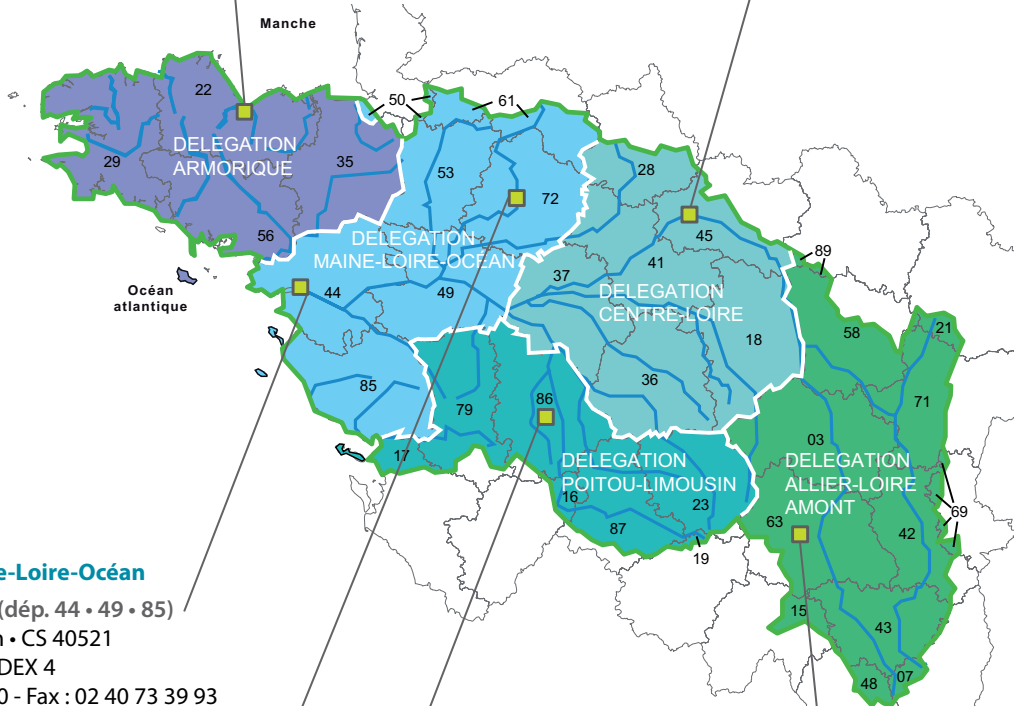 Manche
50
61
22
DELEGATION
ARMORIQUE
29
35
53
28
72
56
45
DELEGATION
MAINE-LOIRE-OCEAN
89
41
37
Océan
atlantique
44
49
DELEGATION
CENTRE-LOIRE
21
58
18
36
85
86
71
79
03
17
DELEGATION
POITOU-LIMOUSIN
DELEGATION
ALLIER-LOIRE
AMONT
16
23
69
63
87
42
19
e-Loire-Océan
(dép. 44 • 49 • 85)
15
n • CS 40521
43
DEX 4
07
48
0 - Fax : 02 40 73 39 93